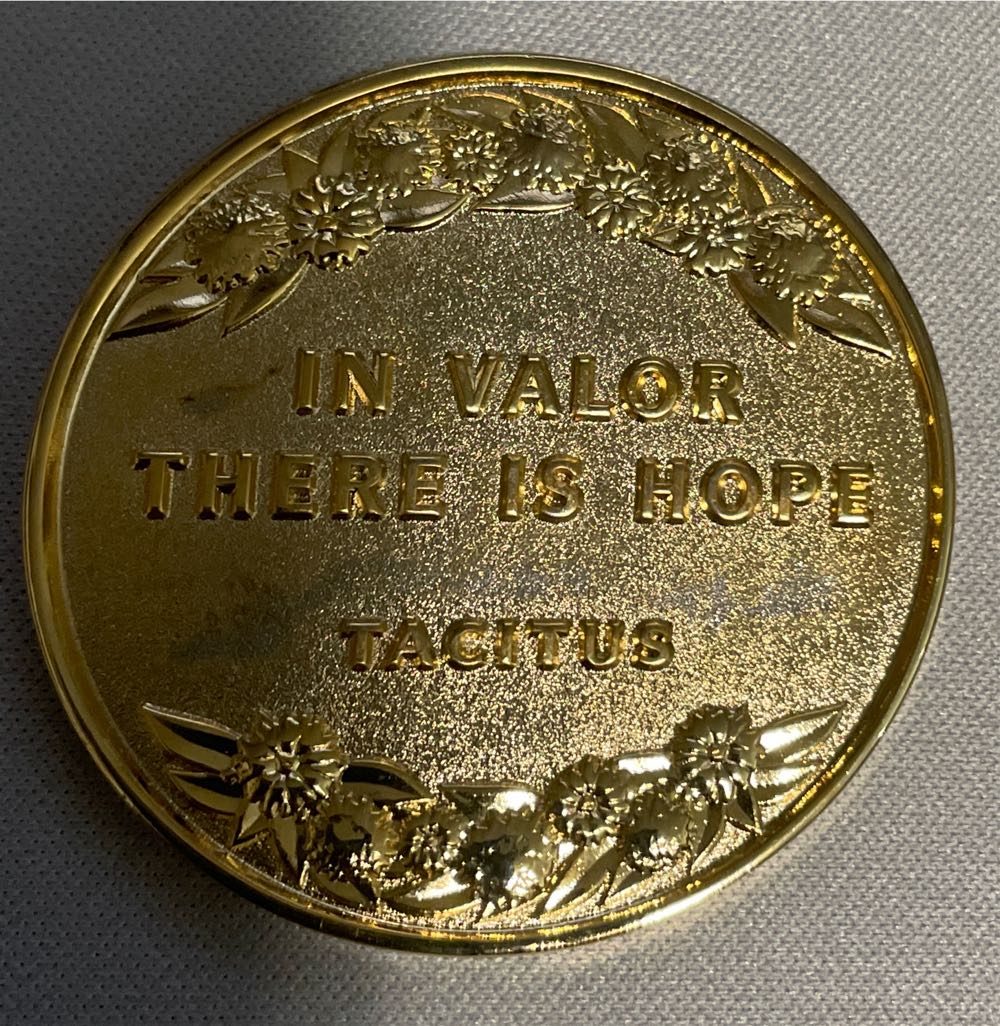 IN VALOR
THERE IS HOPE
TACITUS